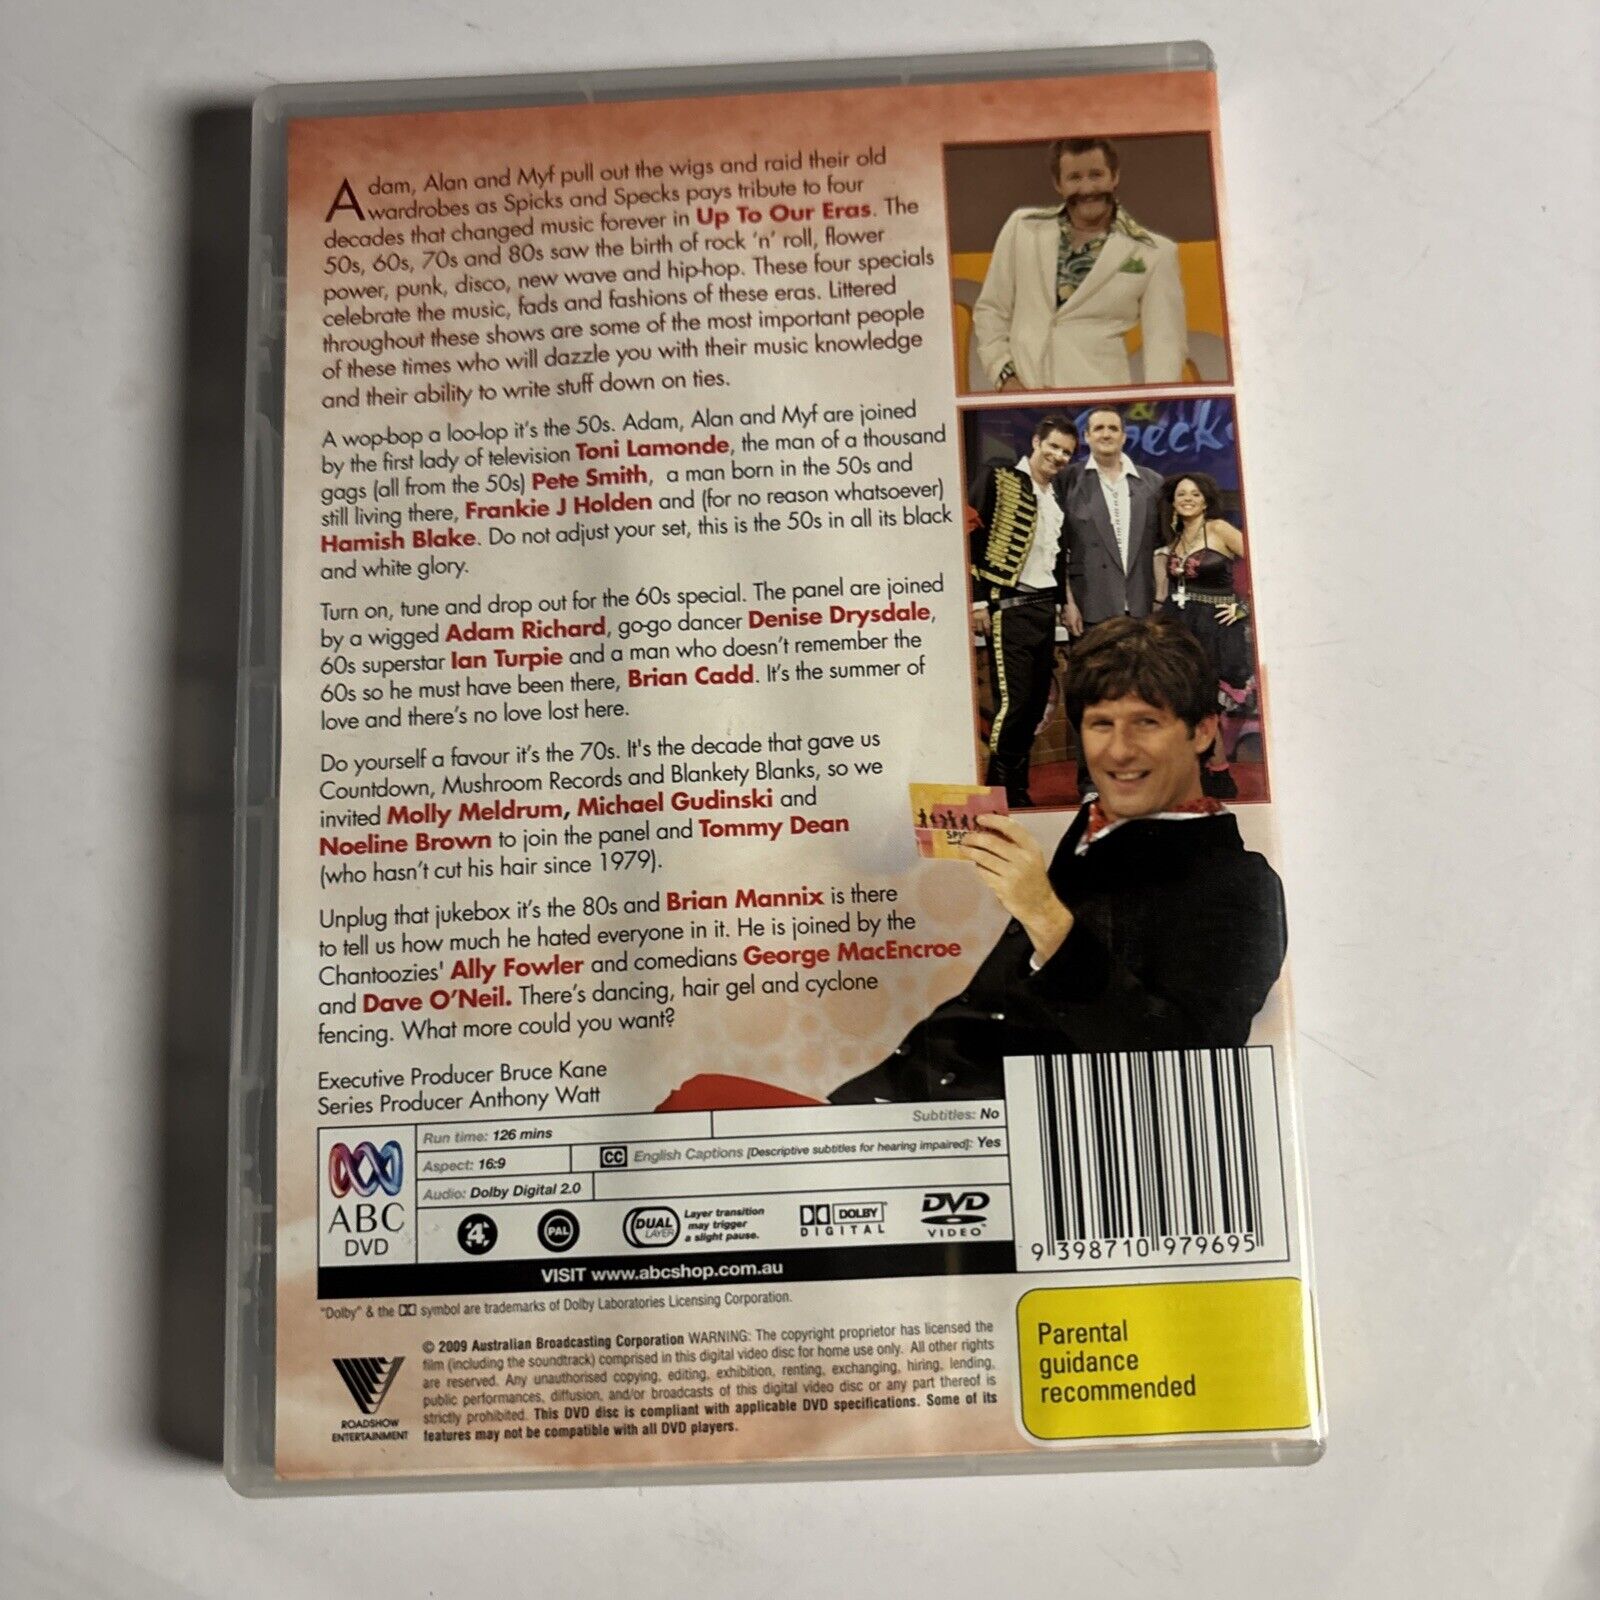 Adam, Alan and Myf pull out the wigs and raid their old
wardrobes as Spicks and Specks pays tribute to four
decades that changed music forever in Up To Our Eras. The
50s, 60s, 70s and 80s saw the birth of rock 'n' roll, flower
power, punk, disco, new wave and hip-hop. These four specials
celebrate the music, fads and fashions of these eras. Littered
throughout these shows are some of the most important people
of these times who will dazzle you with their music knowledge
and their ability to write stuff down on ties.
A wop-bop a loo-lop it's the 50s. Adam, Alan and Myf are joined
by the first lady of television Toni Lamonde, the man of a thousand
gags (all from the 50s) Pete Smith, a man born in the 50s and
still living there, Frankie J Holden and (for no reason whatsoever)
Hamish Blake. Do not adjust your set, this is the 50s in all its black
and white glory.
Turn on, tune and drop out for the 60s special. The panel are joined
by a wigged Adam Richard, go-go dancer Denise Drysdale,
60s superstar Ian Turpie and a man who doesn't remember the
60s so he must have been there, Brian Cadd. It's the summer of
love and there's no love lost here.
Do yourself a favour it's the 70s. It's the decade that gave us
Countdown, Mushroom Records and Blankety Blanks, so we
invited Molly Meldrum, Michael Gudinski and
Noeline Brown to join the panel and Tommy Dean
(who hasn't cut his hair since 1979).
Unplug that jukebox it's the 80s and Brian Mannix is there
to tell us how much he hated everyone in it. He is joined by the
Chantoozies' Ally Fowler and comedians George MacEncroe
and Dave O'Neil. There's dancing, hair gel and cyclone
fencing. What more could you want?
Executive Producer Bruce Kane
Series Producer Anthony Watt
ABC
DVD
Run time: 126 mins
Subtitles: No
Aspect: 16:9
CC English Captions [Descriptive subtitles for hearing impaired]: Yes
Audio: Dolby Digital 2.0
4
PAL
DUAL
LAYER
Layer transition
may trigger
a slight pause.
DOLBY
DIGITAL
DVD
VIDEO
VISIT www.abcshop.com.au
9 398710 979695
"Dolby" & the symbol are trademarks of Dolby Laboratories Licensing Corporation.
ROADSHOW
ENTERTAINMENT
© 2009 Australian Broadcasting Corporation WARNING: The copyright proprietor has licensed the
film (including the soundtrack) comprised in this digital video disc for home use only. All other rights
are reserved. Any unauthorised copying, editing, exhibition, renting, exchanging, hiring, lending,
public performances, diffusion, and/or broadcasts of this digital video disc or any part thereof is
strictly prohibited. This DVD disc is compliant with applicable DVD specifications. Some of its
features may not be compatible with all DVD players.
Parental
guidance
recommended